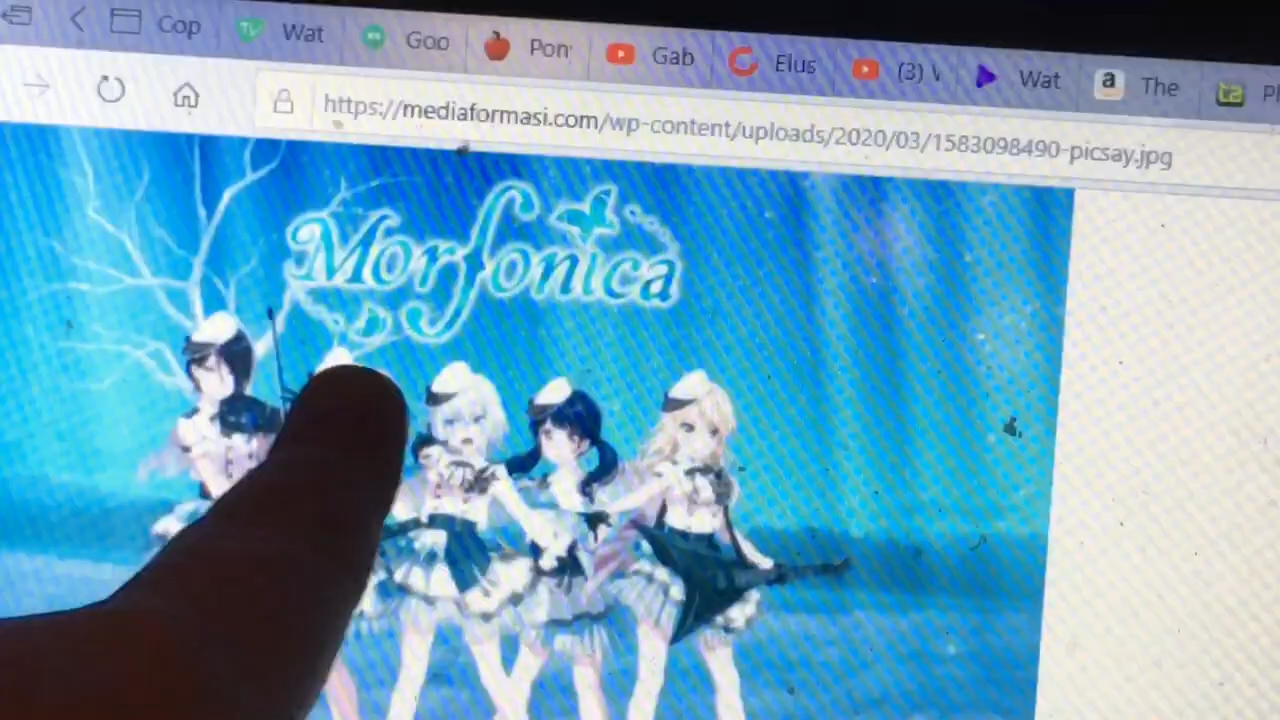 Cop Wat Goo Pon Gab Elus (3) Wat a The
https://mediaformasi.com/wp-content/uploads/2020/03/1583098490-picsay.jpg
Morfonica